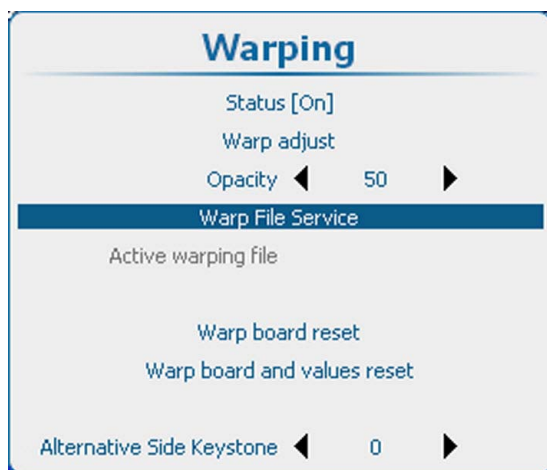 Warping
Status [On]
Warp adjust
Opacity 50
Warp File Service
Active warping file
Warp board reset
Warp board and values reset
Alternative Side Keystone 0